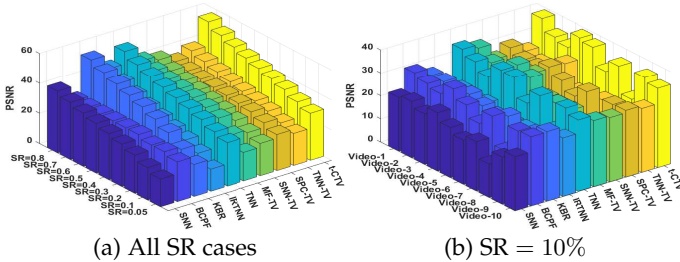 60
40
20
0
PSNR
SR=0.8
SR=0.7
SR=0.6
SR=0.5
SR=0.4
SR=0.3
SR=0.2
SR=0.1
SR=0.05
SNN
BCPF
KBR
IRTNN
TNN
MF-TV
SNN-TV
SPC-TV
TNN-TV
t-CTV
(a) All SR cases
40
30
20
10
0
PSNR
Video-1
Video-2
Video-3
Video-4
Video-5
Video-6
Video-7
Video-8
Video-9
Video-10
SNN
BCPF
KBR
IRTNN
TNN
MF-TV
SNN-TV
SPC-TV
TNN-TV
t-CTV
(b) SR = 10%